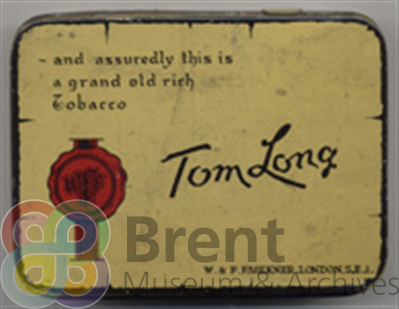 ~ and assuredly this is
a grand old rich
Tobacco
Tom Long
Brent
Museum & Archives
W. & F. FAULKNER, LONDON, S.E.1.